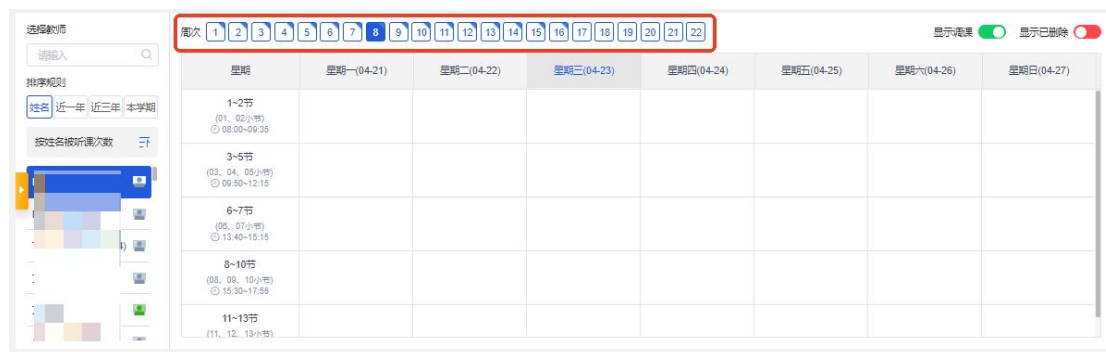 选择教师
请输入
排序规则
姓名 近一年 近三年 本学期
按姓名被听课次数
4)
周次 1 2 3 4 5 6 7 8 9 10 11 12 13 14 15 16 17 18 19 20 21 22
显示调课 显示已删除
星期 星期一(04-21) 星期二(04-22) 星期三(04-23) 星期四(04-24) 星期五(04-25) 星期六(04-26) 星期日(04-27)
1~2节
(01、02小节)
08:00~09:35
3~5节
(03、04、05小节)
09:50~12:15
6~7节
(06、07小节)
13:40~15:15
8~10节
(08、09、10小节)
15:30~17:55
11~13节
(11、12、13小节)